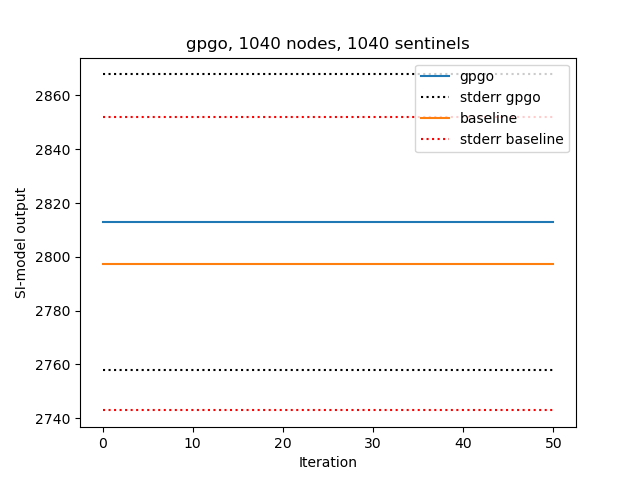 gpgo, 1040 nodes, 1040 sentinels
gpgo
stderr gpgo
baseline
stderr baseline
SI-model output
2860
2840
2820
2800
2780
2760
2740
0 10 20 30 40 50
Iteration